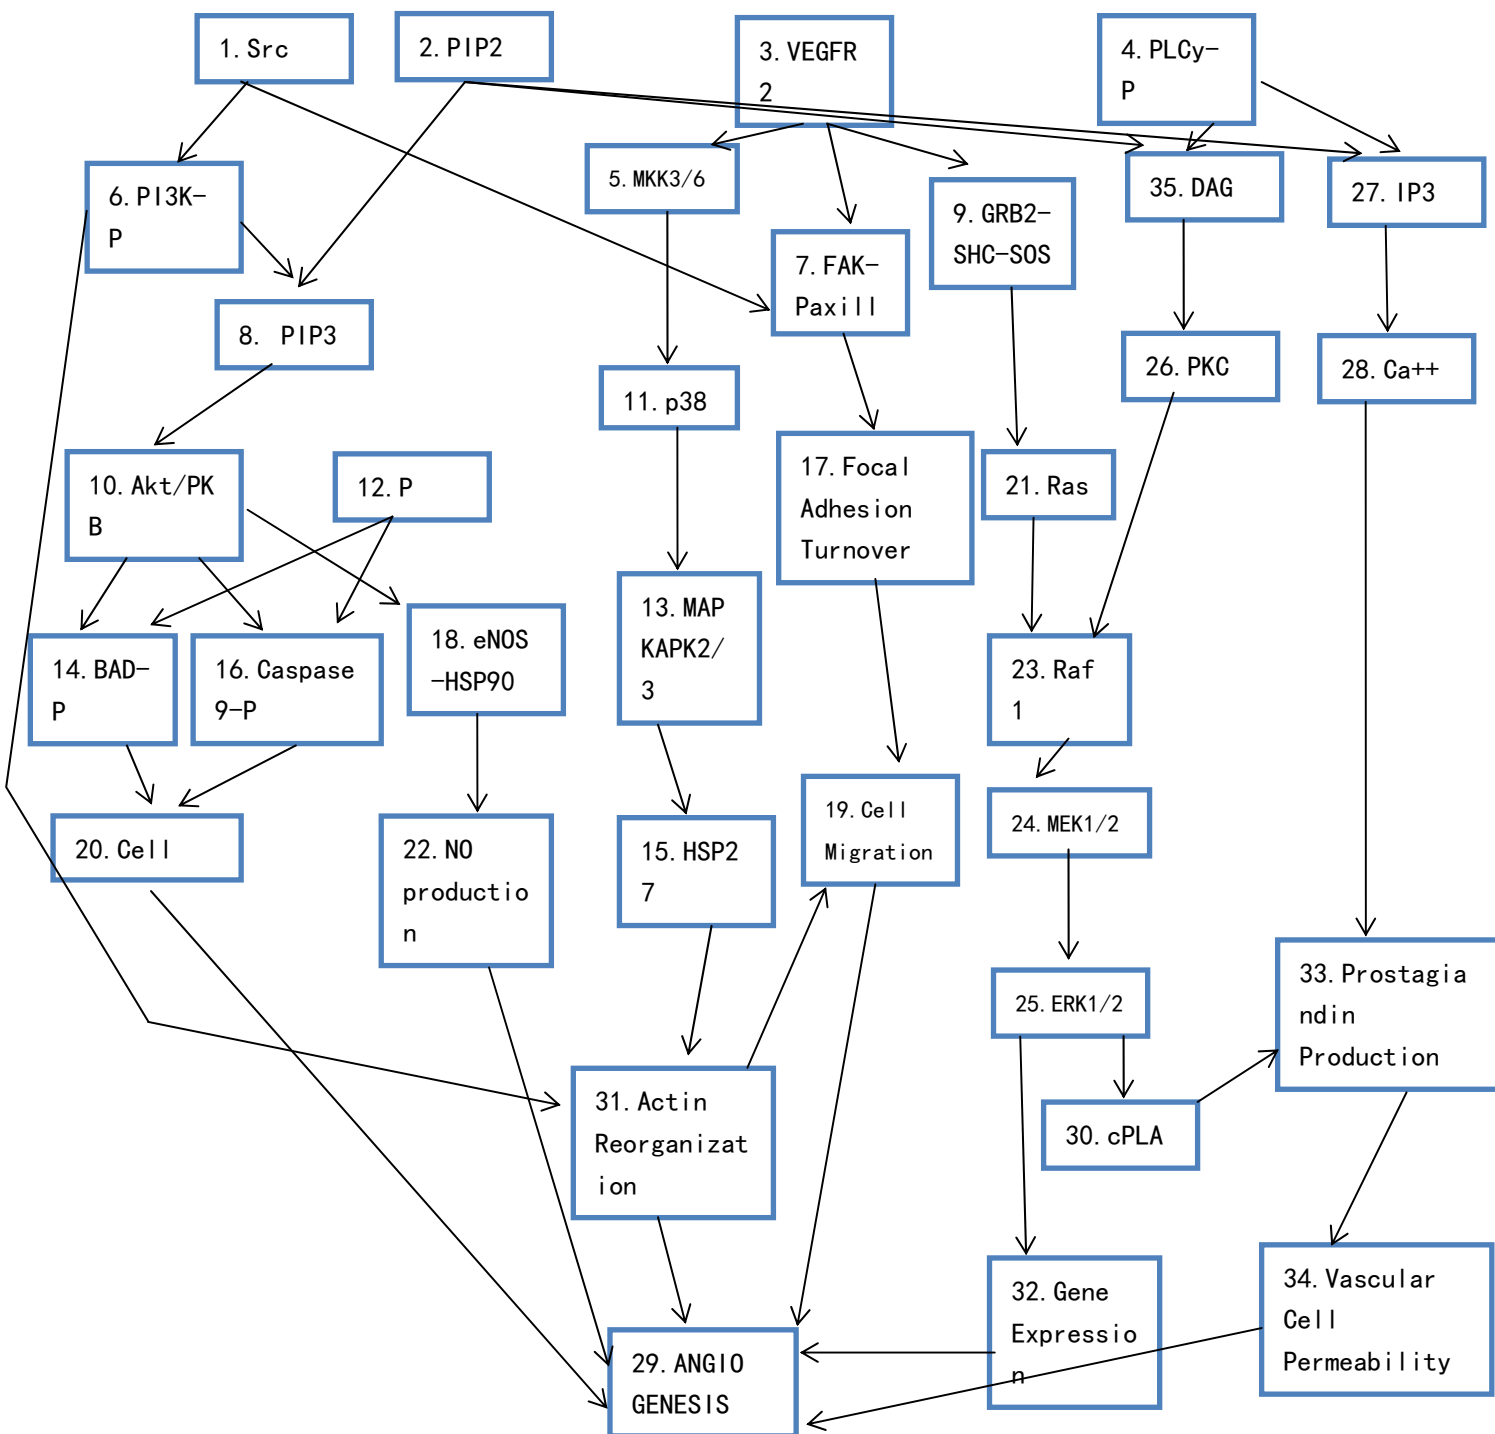 1.Src
2.PIP2
3.VEGFR
2
4.PLCy-
P
5.MKK3/6
6.PI3K-
P
35.DAG
27.IP3
9.GRB2-
SHC-SOS
7.FAK-
Paxill
8. PIP3
26.PKC
28.Ca++
11.p38
10.Akt/PK
B
12.P
17.Focal
Adhesion
Turnover
21.Ras
13.MAP
KAPK2/
3
18.eNOS
-HSP90
14.BAD-
P
16.Caspase
9-P
23.Raf
1
19.Cell
Migration
24.MEK1/2
20.Cell
22.NO
productio
n
15.HSP2
7
33.Prostagia
ndin
Production
25.ERK1/2
31.Actin
Reorganizat
ion
30.cPLA
32.Gene
Expressio
n
34.Vascular
Cell
Permeability
29.ANGIO
GENESIS